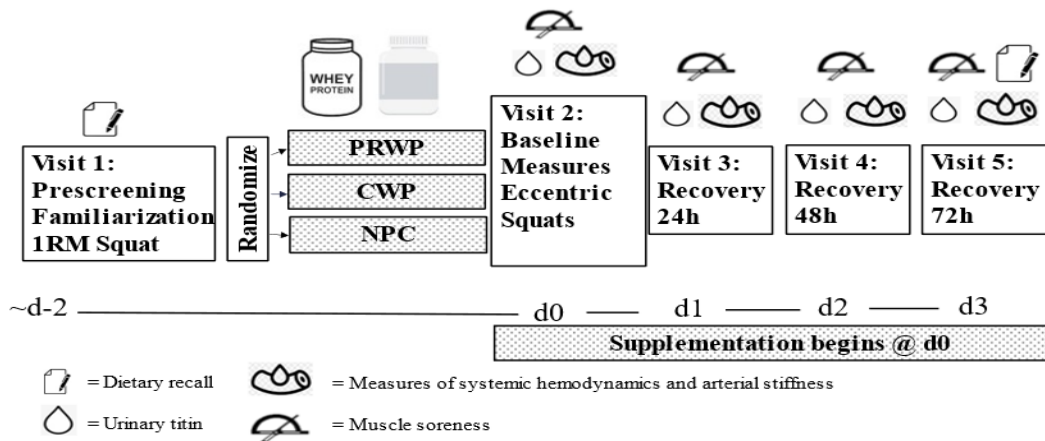 WHEY
PROTEIN
Visit 1:
Prescreening
Familiarization
1RM Squat
Randomize
PRWP
CWP
NPC
Visit 2:
Baseline
Measures
Eccentric
Squats
Visit 3:
Recovery
24h
Visit 4:
Recovery
48h
Visit 5:
Recovery
72h
~d-2
d0
d1
d2
d3
Supplementation begins @ d0
= Dietary recall
= Measures of systemic hemodynamics and arterial stiffness
= Urinary titin
= Muscle soreness